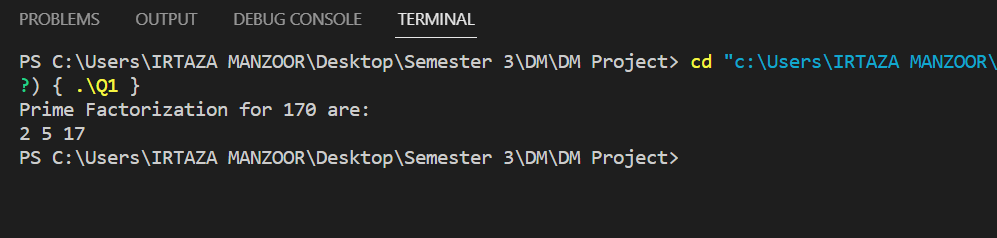 PROBLEMS OUTPUT DEBUG CONSOLE TERMINAL
PS C:\Users\IRTAZA MANZOOR\Desktop\Semester 3\DM\DM Project> cd "c:\Users\IRTAZA MANZOOR\
?) { .\Q1 }
Prime Factorization for 170 are:
2 5 17
PS C:\Users\IRTAZA MANZOOR\Desktop\Semester 3\DM\DM Project>